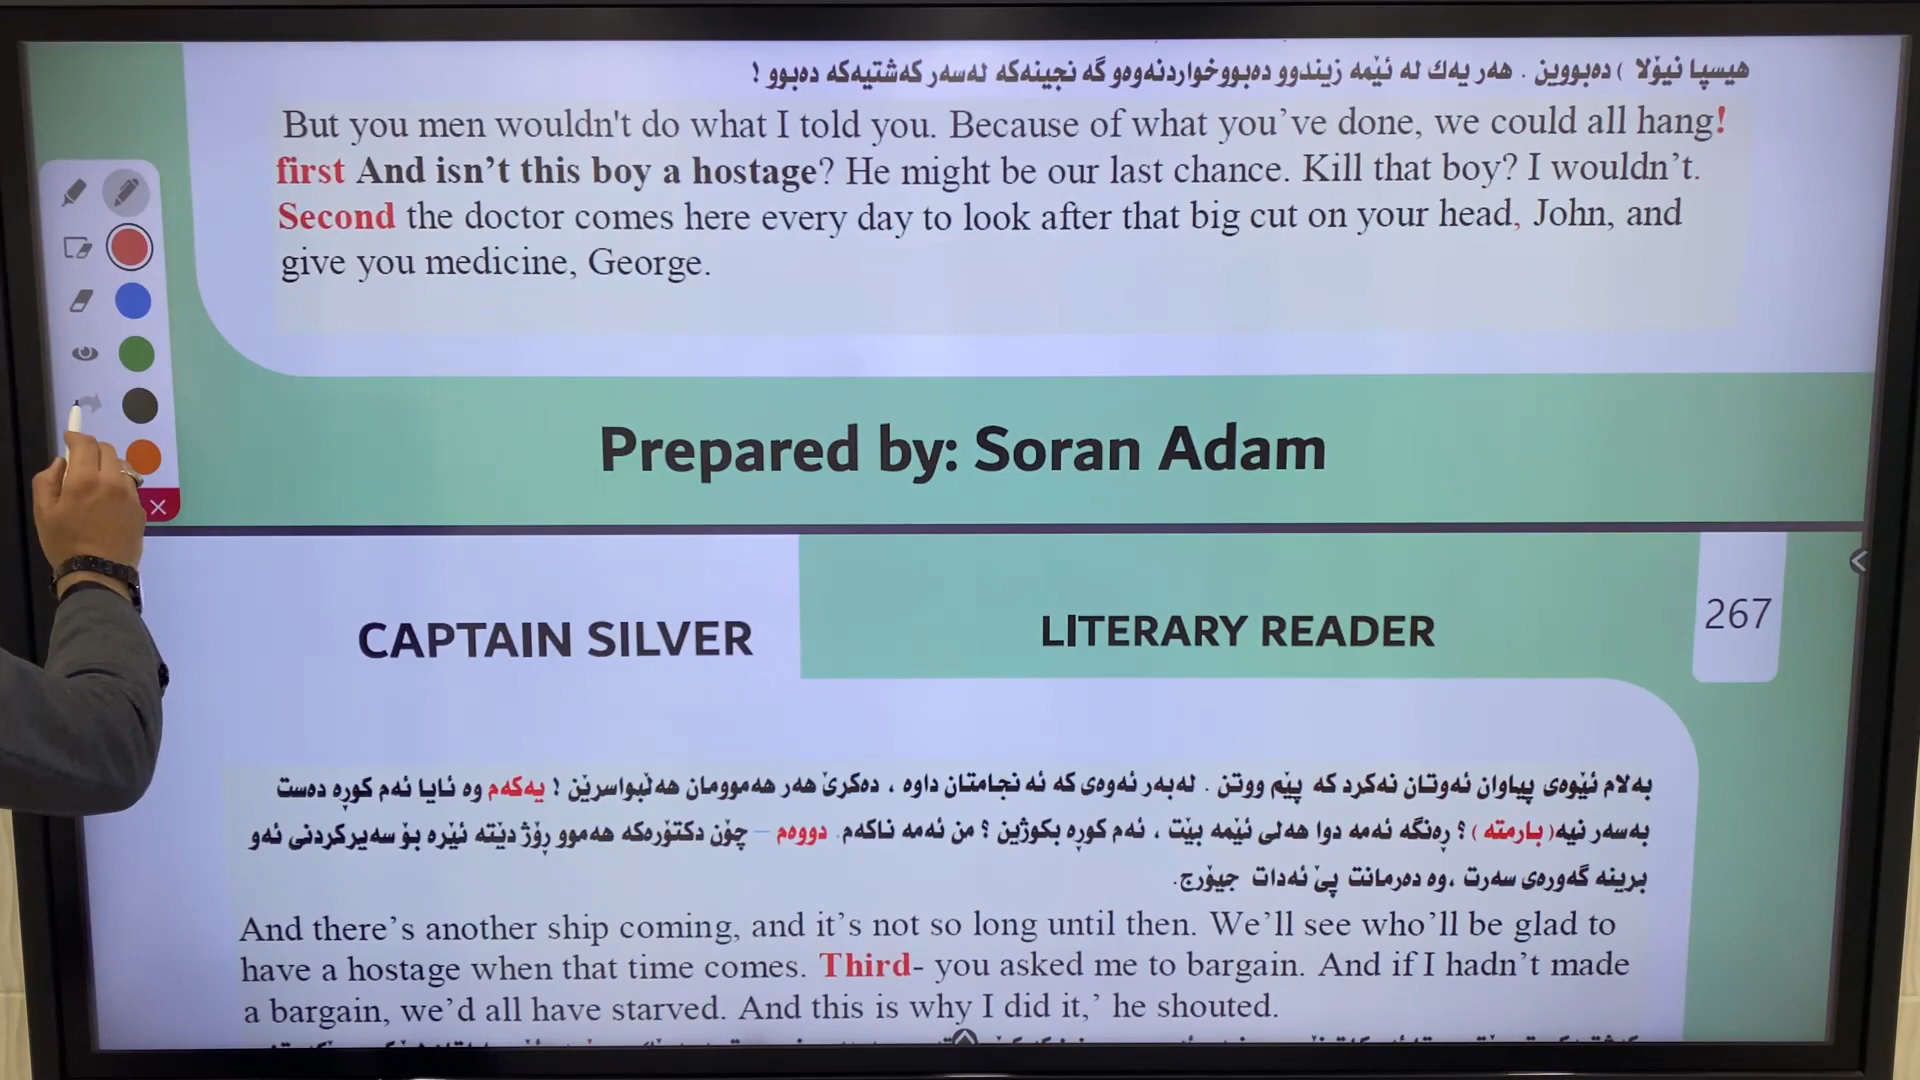 هیسپا نیۆلا ) دەبووین . هەر یەك لە ئێمە زیندوو دەبووخواردنەوەو گە نجینەکە لەسەر کەشتیەکە دەبوو !
But you men wouldn't do what I told you. Because of what you’ve done, we could all hang!
first And isn’t this boy a hostage? He might be our last chance. Kill that boy? I wouldn’t.
Second the doctor comes here every day to look after that big cut on your head, John, and
give you medicine, George.
Prepared by: Soran Adam
CAPTAIN SILVER
LITERARY READER
267
بەلام ئێوەی پیاوان ئەوتان نەکرد کە پێم ووتن . لەبەر ئەوەی کە ئە نجامتان داوە ، دەکرێ هەر هەموومان هەڵبواسرێن ! یەکەم وە ئایا ئەم کورە دەست
بەسەر نیە( بارمتە ) ؟ رەنگە ئەمە دوا هەلی ئێمە بێت ، ئەم کورە بکوژین ؟ من ئەمە ناکەم. دووەم – چۆن دکتۆرەکە هەموو رۆژ دێتە ئێرە بۆ سەیرکردنی ئەو
برینە گەورەی سەرت ،وە دەرمانت پێ ئەدات جیۆرج.
And there’s another ship coming, and it’s not so long until then. We’ll see who’ll be glad to
have a hostage when that time comes. Third- you asked me to bargain. And if I hadn’t made
a bargain, we’d all have starved. And this is why I did it,’ he shouted.